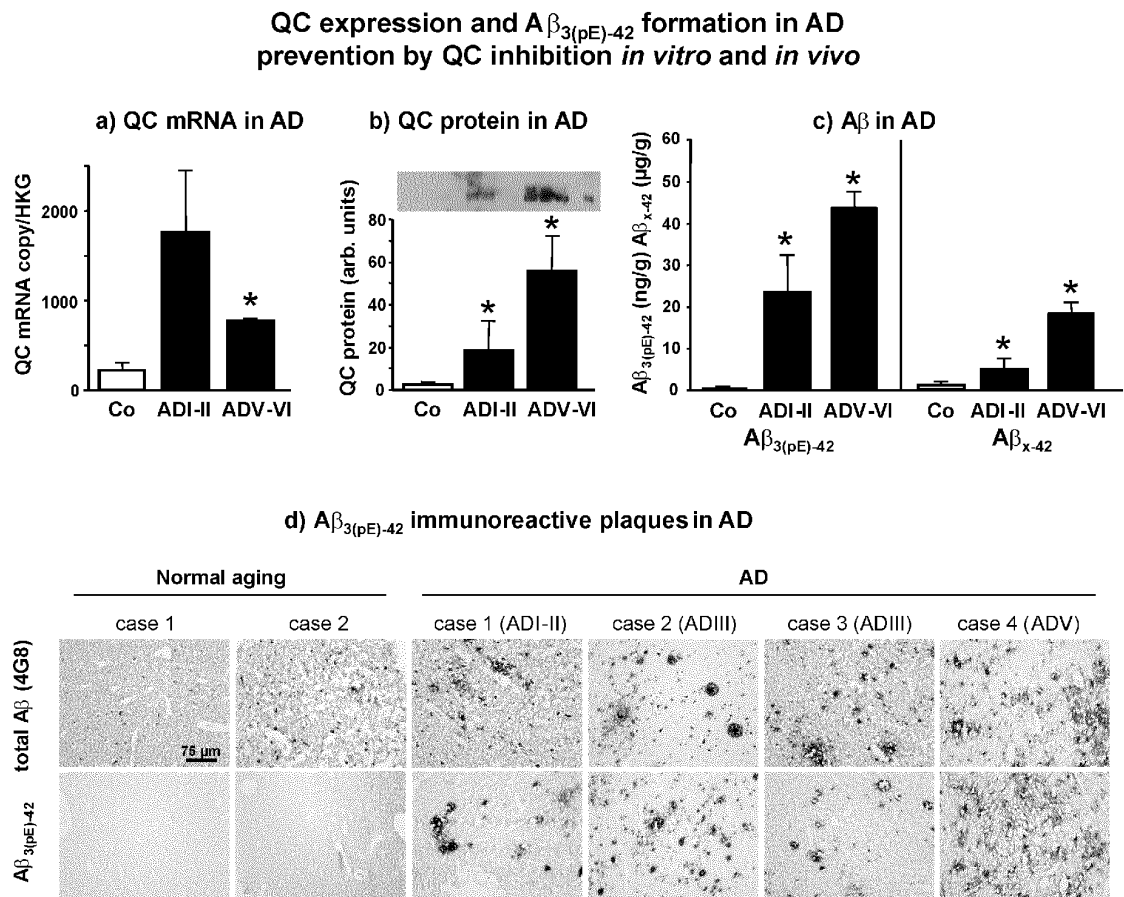 QC expression and Aβ3(pE)-42 formation in AD
prevention by QC inhibition in vitro and in vivo
a) QC mRNA in AD
QC mRNA copy/HKG
2000
1000
0
Co ADI-II ADV-VI
*
b) QC protein in AD
QC protein (arb. units)
80
60
40
20
0
Co ADI-II ADV-VI
* *
c) Aβ in AD
Aβ3(pE)-42 (ng/g) Aβx-42 (µg/g)
60
50
40
30
20
10
0
* * * *
Co ADI-II ADV-VI Co ADI-II ADV-VI
Aβ3(pE)-42 Aβx-42
d) Aβ3(pE)-42 immunoreactive plaques in AD
Normal aging AD
case 1 case 2 case 1 (ADI-II) case 2 (ADIII) case 3 (ADIII) case 4 (ADV)
total Aβ (4G8)
75 µm
Aβ3(pE)-42